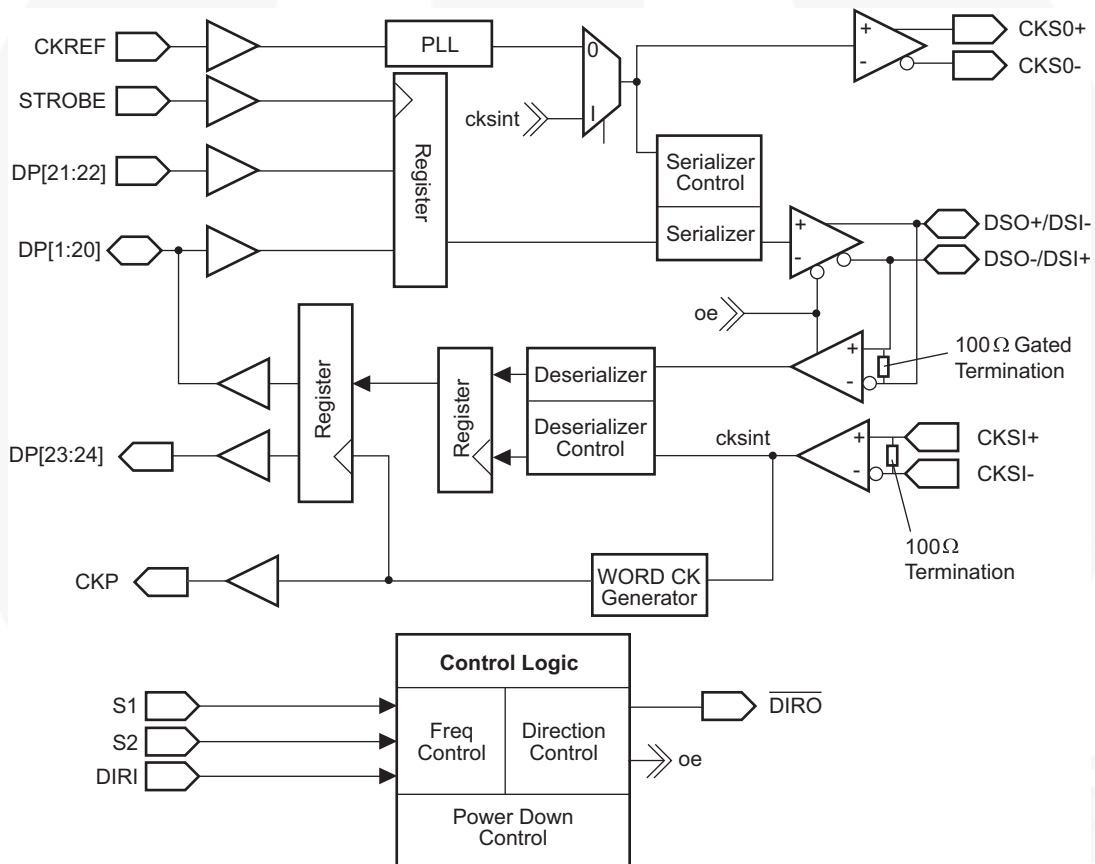 CKREF
PLL
0
+
-
CKS0+
CKS0-
STROBE
cksint
I
DP[21:22]
Register
Serializer
Control
Serializer
DP[1:20]
+
-
DSO+/DSI-
DSO-/DSI+
oe
+
-
100Ω Gated
Termination
Register
Register
Deserializer
Deserializer
Control
DP[23:24]
cksint
+
-
CKSI+
CKSI-
100Ω
Termination
CKP
WORD CK
Generator
Control Logic
S1
S2
DIRI
Freq
Control
Direction
Control
DIRO
oe
Power Down
Control